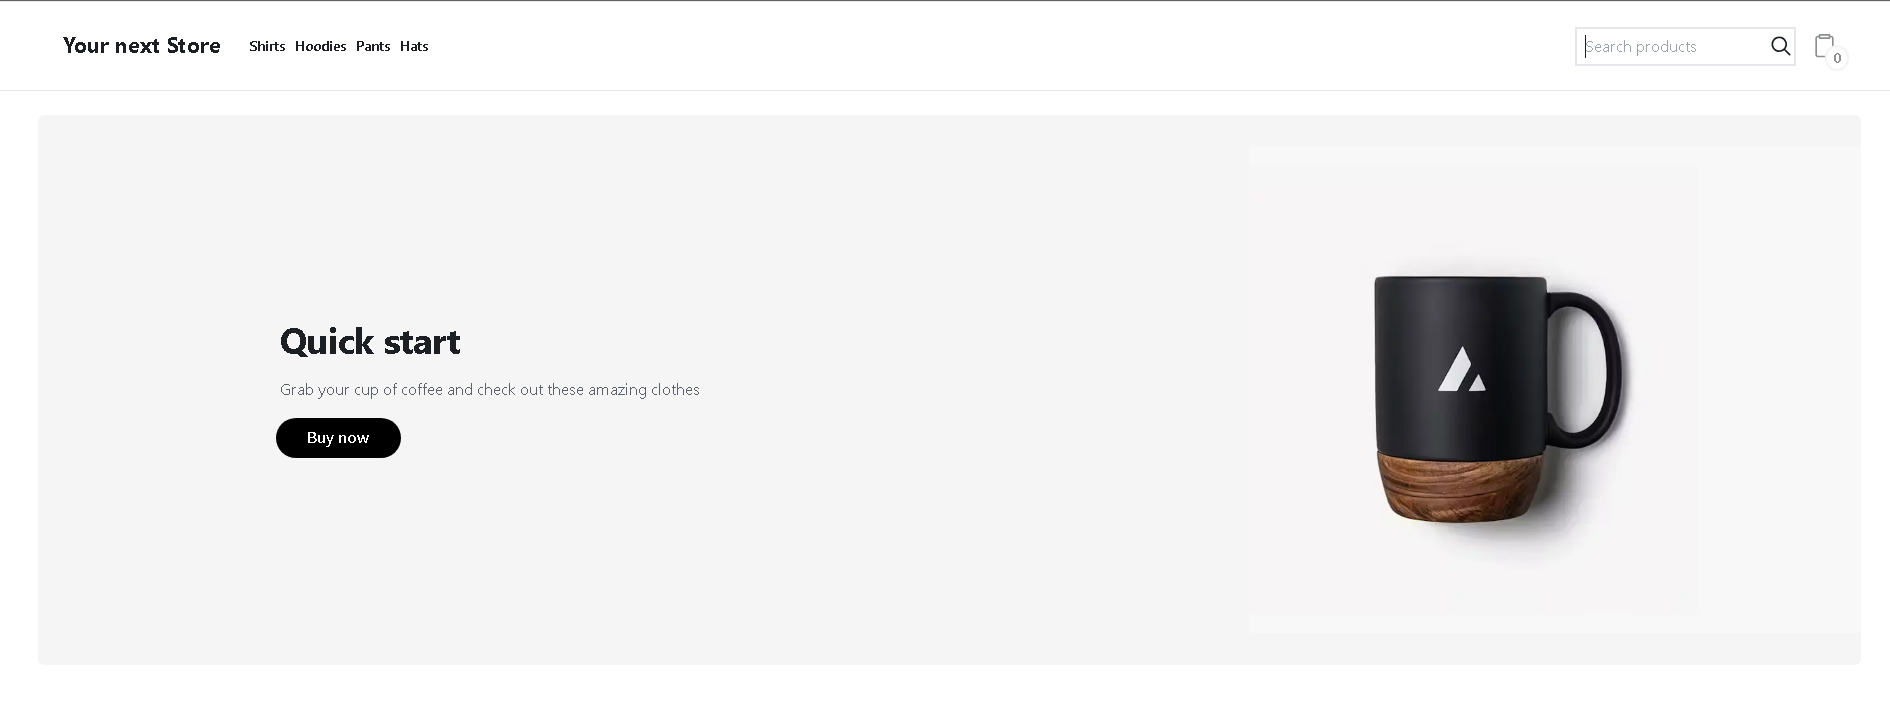 Your next Store
Shirts Hoodies Pants Hats
Search products
0
Quick start
Grab your cup of coffee and check out these amazing clothes
Buy now